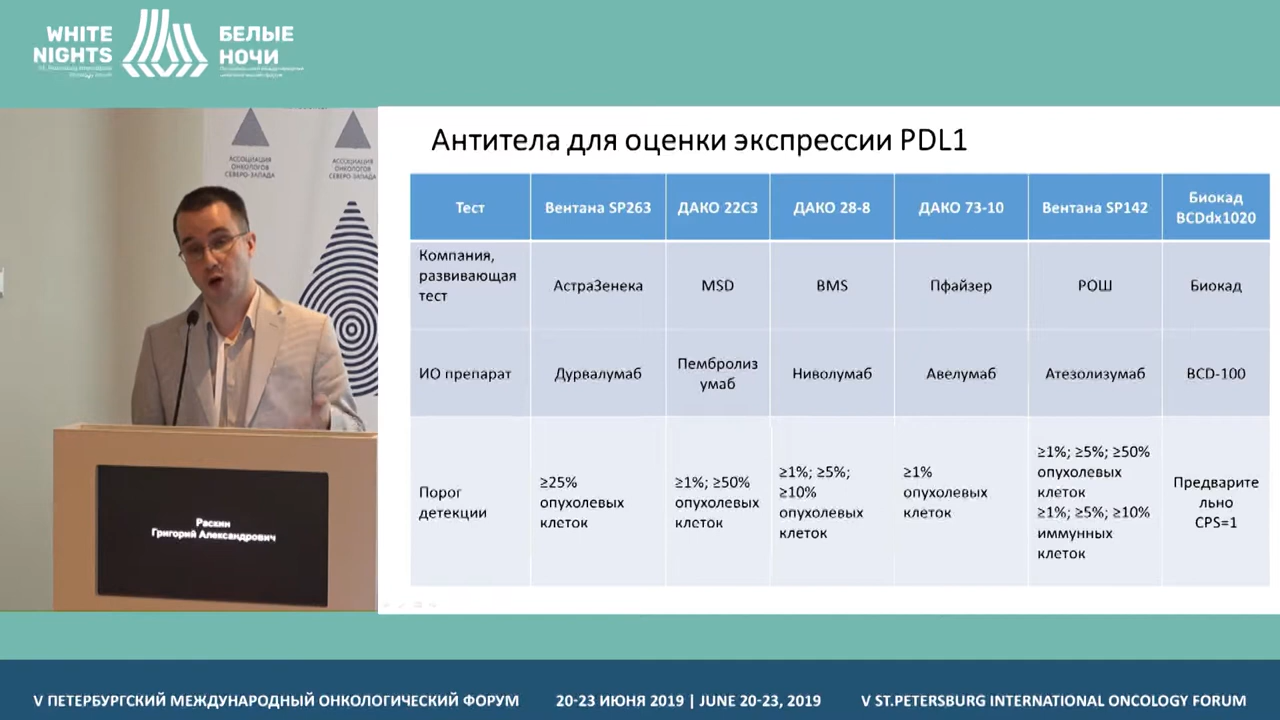 WHITE
NIGHTS
БЕЛЫЕ
НОЧИ
АССОЦИАЦИЯ
ОНКОЛОГОВ
СЕВЕРО-ЗАПАДА
АССОЦИАЦИЯ
ОНКОЛОГОВ
СЕВЕРО-ЗАПАДА
Раскин
Григорий Александрович
Антитела для оценки экспрессии PDL1
Тест
Вентана SP263
ДАКО 22С3
ДАКО 28-8
ДАКО 73-10
Вентана SP142
Биокад
BCDdx1020
Компания,
развивающая
тест
АстраЗенека
MSD
BMS
Пфайзер
РОШ
Биокад
ИО препарат
Дурвалумаб
Пембролиз
умаб
Ниволумаб
Авелумаб
Атезолизумаб
BCD-100
Порог
детекции
≥25%
опухолевых
клеток
≥1%; ≥50%
опухолевых
клеток
≥1%; ≥5%;
≥10%
опухолевых
клеток
≥1%
опухолевых
клеток
≥1%; ≥5%; ≥50%
опухолевых
клеток
≥1%; ≥5%; ≥10%
иммунных
клеток
Предварите
льно
CPS=1
V ПЕТЕРБУРГСКИЙ МЕЖДУНАРОДНЫЙ ОНКОЛОГИЧЕСКИЙ ФОРУМ
20-23 ИЮНЯ 2019 | JUNE 20-23, 2019
V ST.PETERSBURG INTERNATIONAL ONCOLOGY FORUM